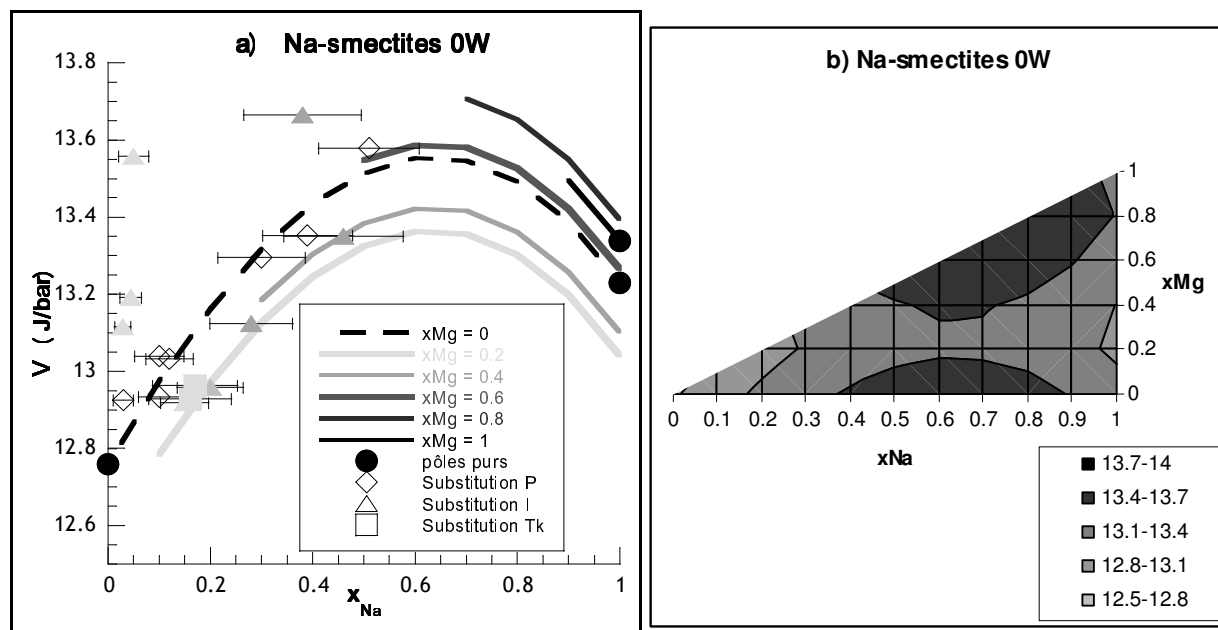 a) Na-smectites 0W
13.8
13.6
13.4
13.2
13
12.8
12.6
V ( J/bar)
xMg = 0
xMg = 0.2
xMg = 0.4
xMg = 0.6
xMg = 0.8
xMg = 1
pôles purs
Substitution P
Substitution I
Substitution Tk
0 0.2 0.4 0.6 0.8 1
xNa
b) Na-smectites 0W
1
0.8
0.6
xMg
0.4
0.2
0
0 0.1 0.2 0.3 0.4 0.5 0.6 0.7 0.8 0.9 1
xNa
13.7-14
13.4-13.7
13.1-13.4
12.8-13.1
12.5-12.8